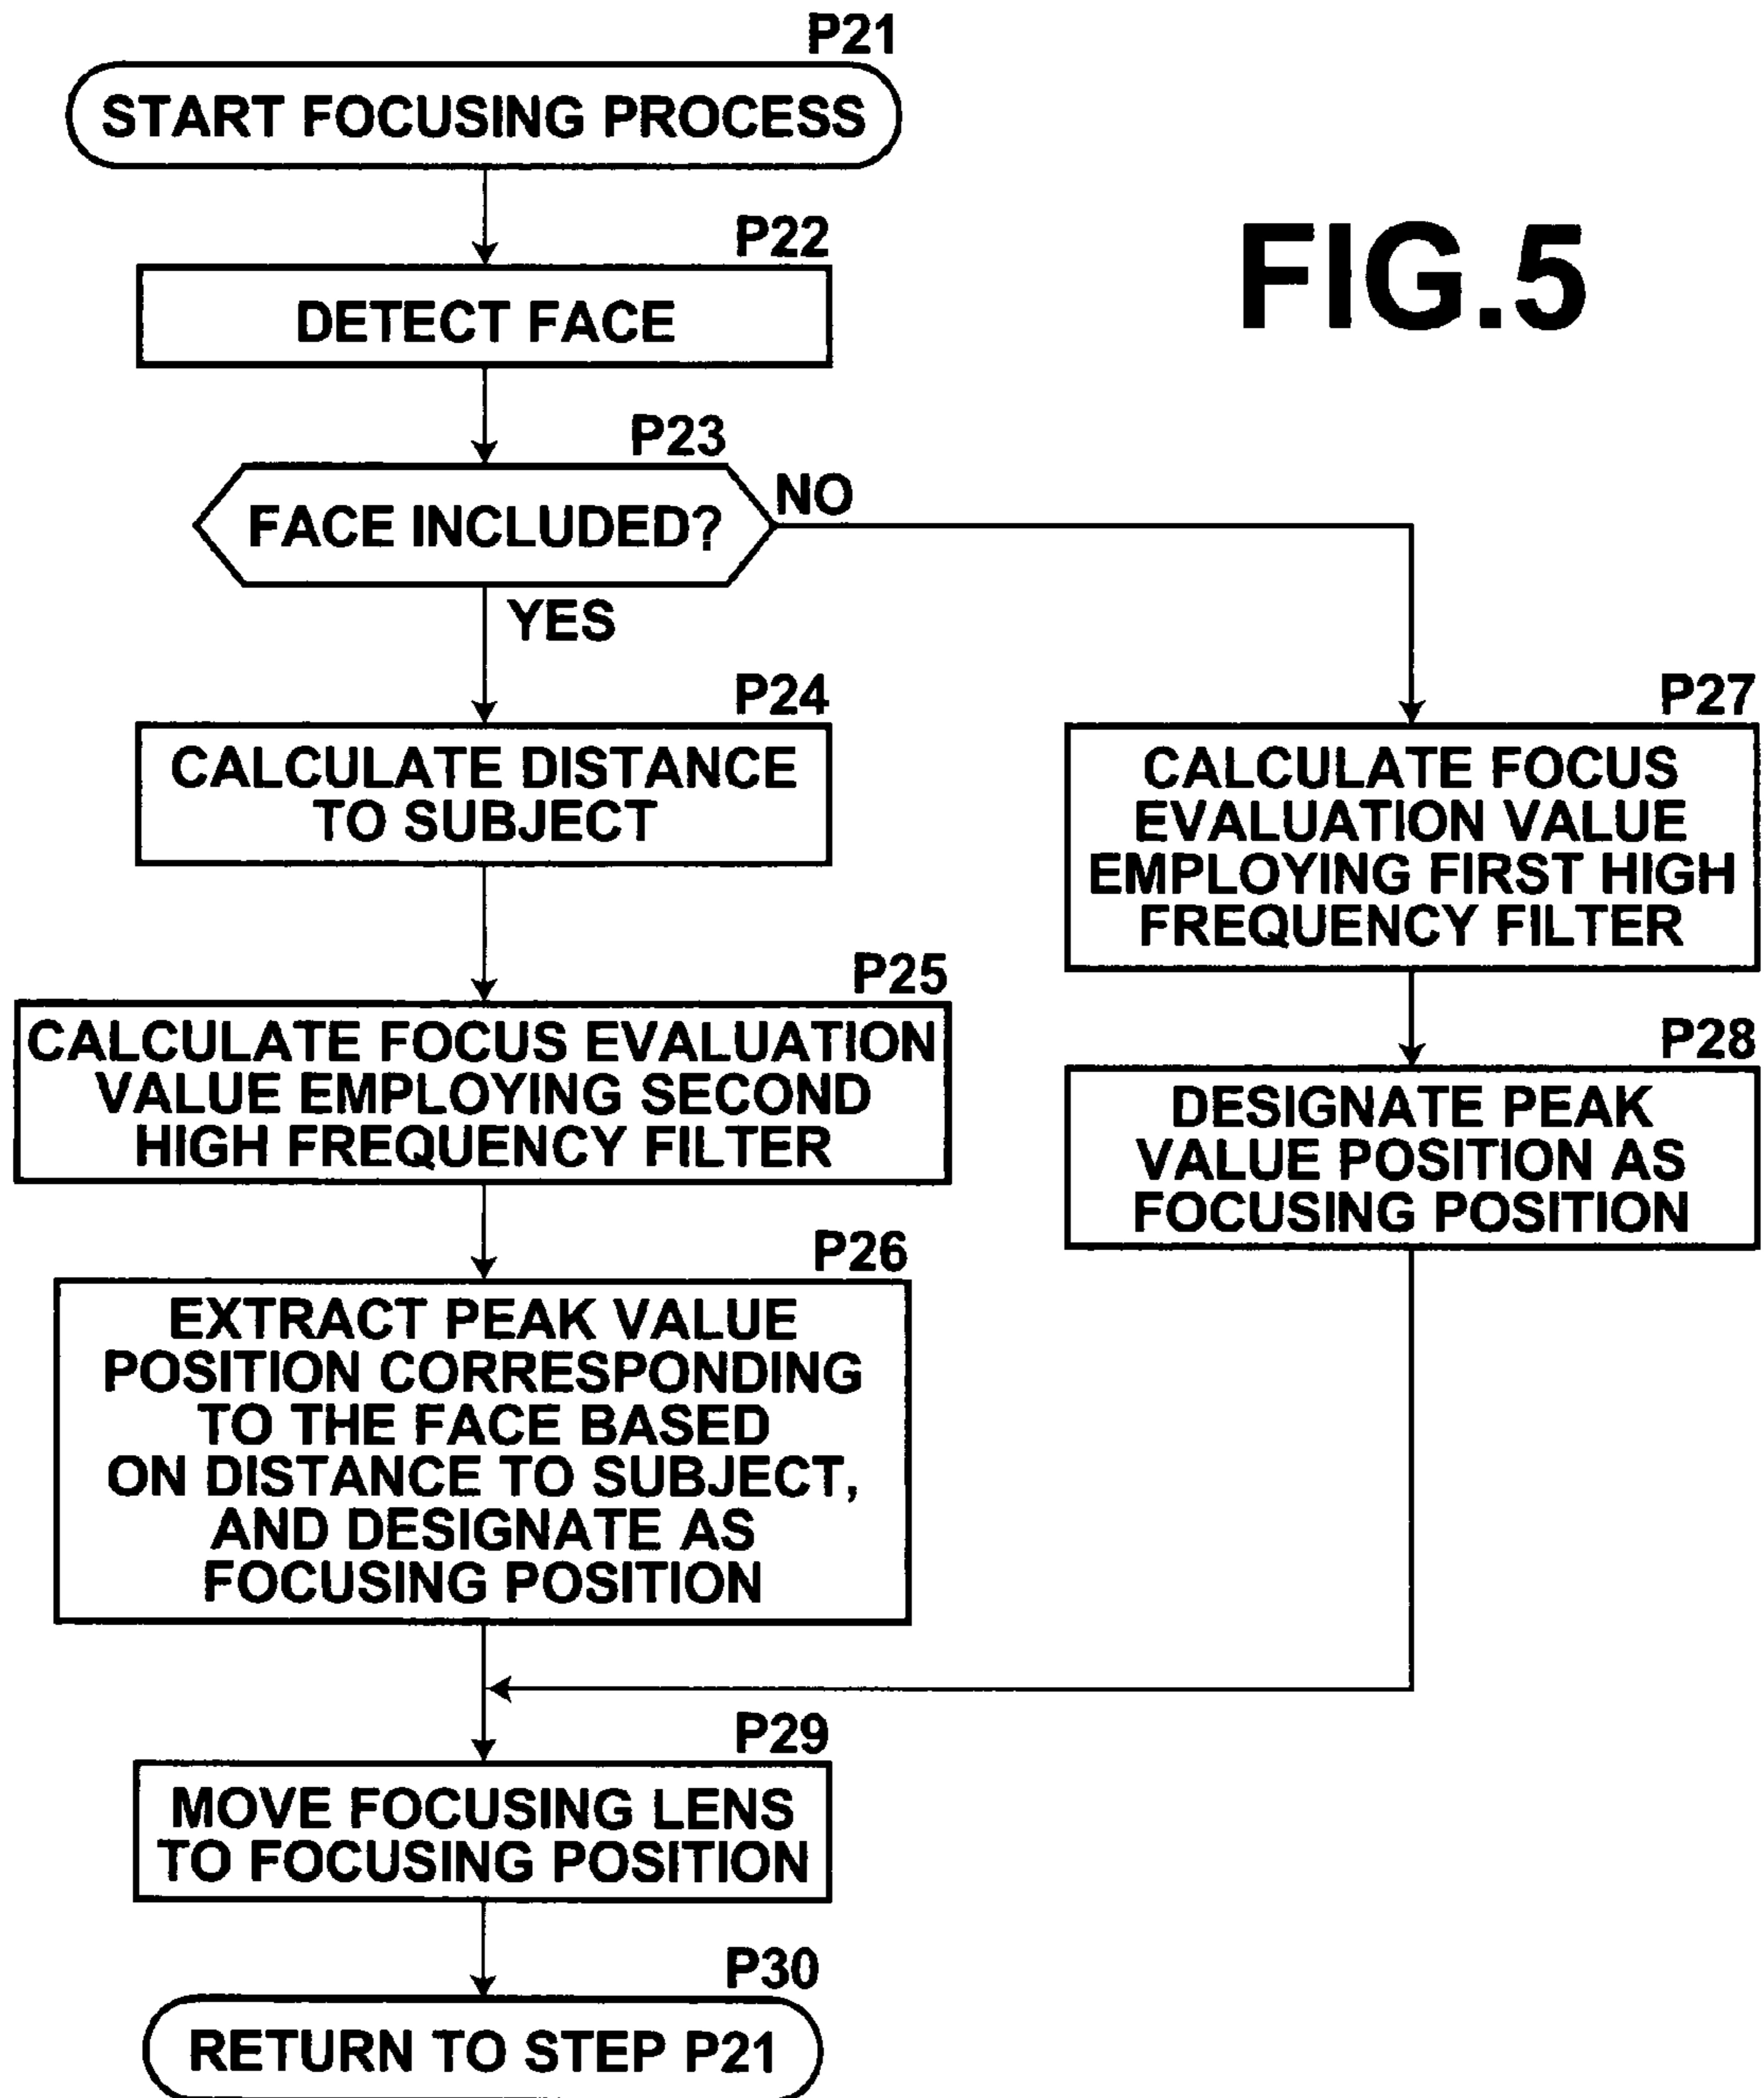 P21
START FOCUSING PROCESS
FIG.5
P22
DETECT FACE
P23
FACE INCLUDED?
NO
YES
P24
CALCULATE DISTANCE
TO SUBJECT
P25
CALCULATE FOCUS EVALUATION
VALUE EMPLOYING SECOND
HIGH FREQUENCY FILTER
P26
EXTRACT PEAK VALUE
POSITION CORRESPONDING
TO THE FACE BASED
ON DISTANCE TO SUBJECT,
AND DESIGNATE AS
FOCUSING POSITION
P27
CALCULATE FOCUS
EVALUATION VALUE
EMPLOYING FIRST HIGH
FREQUENCY FILTER
P28
DESIGNATE PEAK
VALUE POSITION AS
FOCUSING POSITION
P29
MOVE FOCUSING LENS
TO FOCUSING POSITION
P30
RETURN TO STEP P21